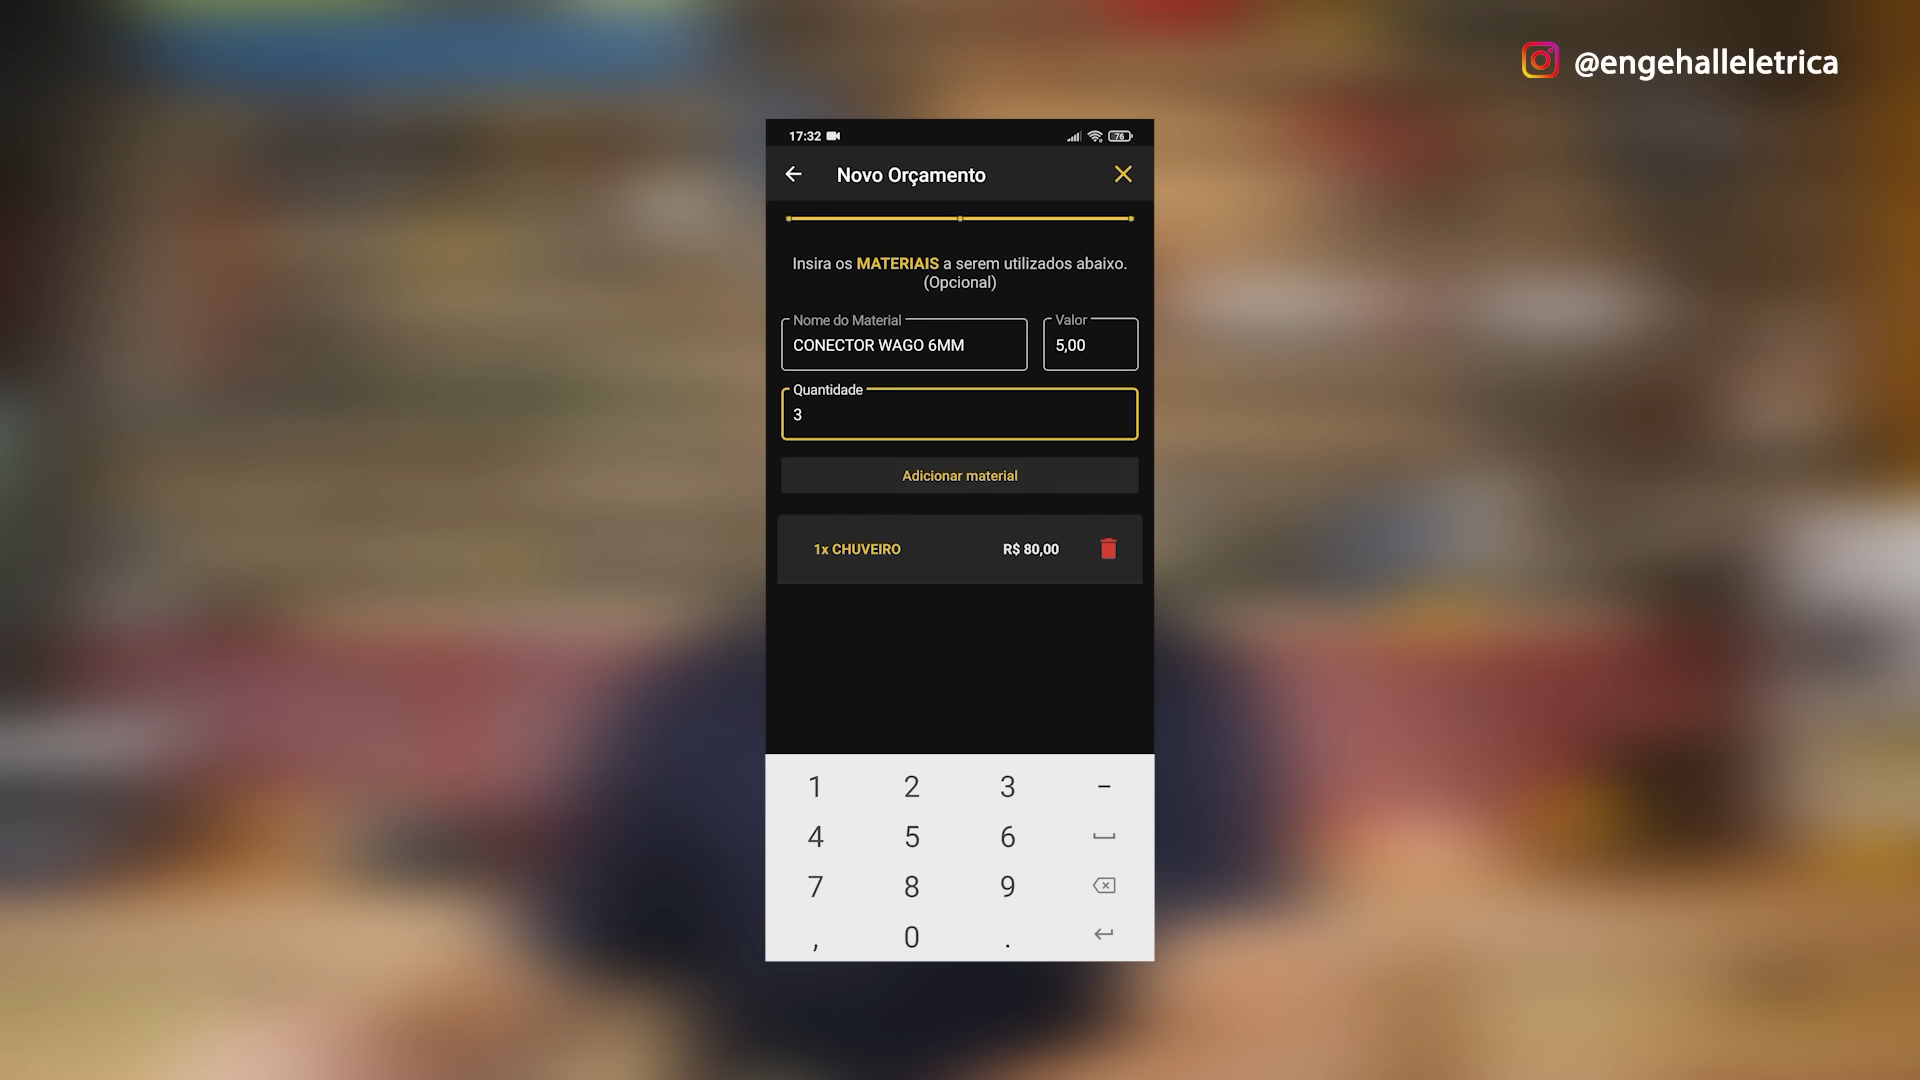 @engehalleletrica
17:32
76
Novo Orçamento
Insira os MATERIAIS a serem utilizados abaixo.
(Opcional)
Nome do Material
CONECTOR WAGO 6MM
Valor
5,00
Quantidade
3
Adicionar material
1x CHUVEIRO
R$ 80,00
1 2 3 -
4 5 6
7 8 9
, 0 .